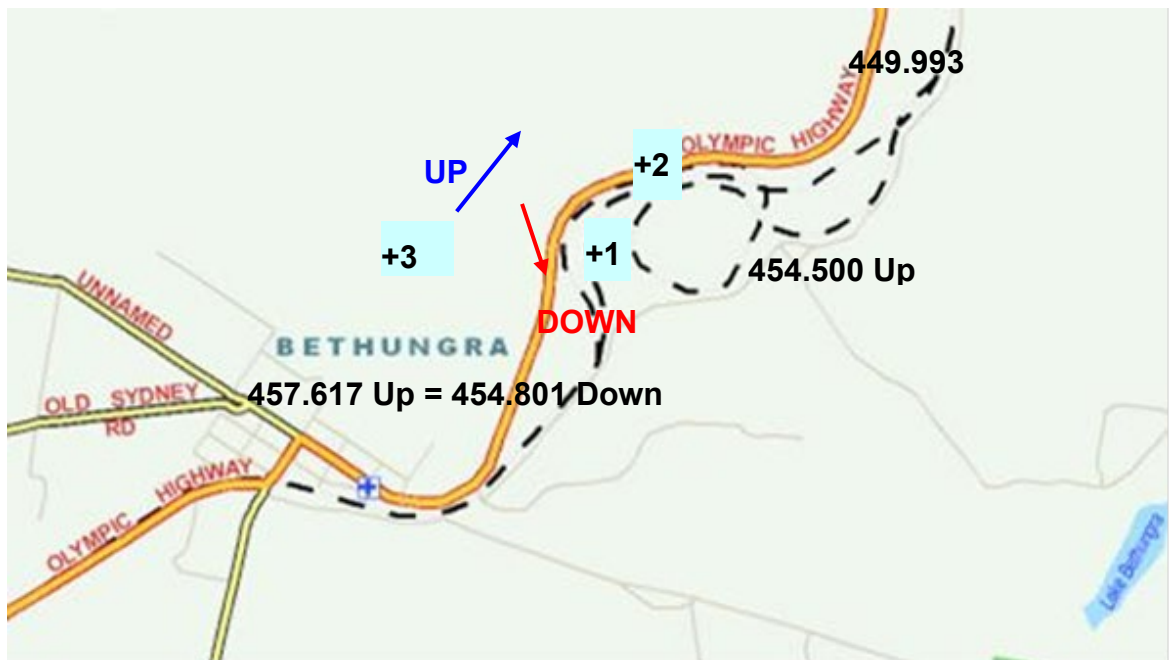 449.993
OLYMPIC HIGHWAY
+2
UP
+1
+3
454.500 Up
UNNAMED
DOWN
BETHUNGRA
457.617 Up = 454.801 Down
OLD SYDNEY
RD
OLYMPIC HIGHWAY
Lake Bethungra